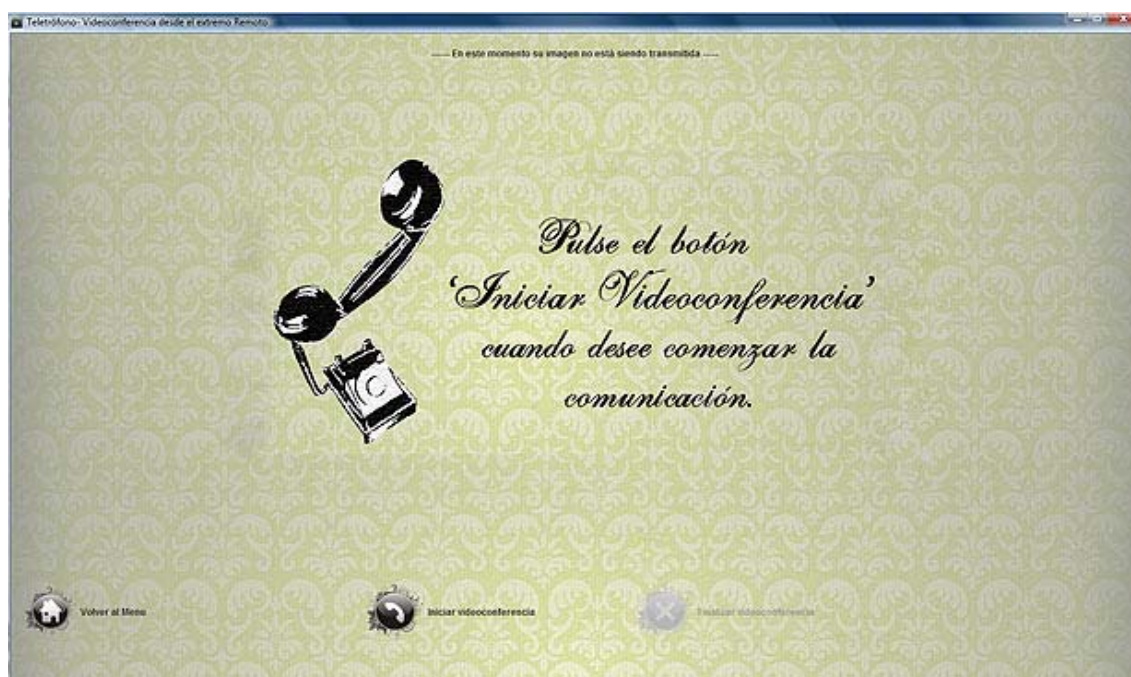 Teletrófono- Videoconferencia desde el extremo Remoto
----- En este momento su imagen no está siendo transmitida -----
Pulse el botón
‘Iniciar Videoconferencia’
cuando desee comenzar la
comunicación.
Volver al Menu
Iniciar videoconferencia
Finalizar videoconferencia